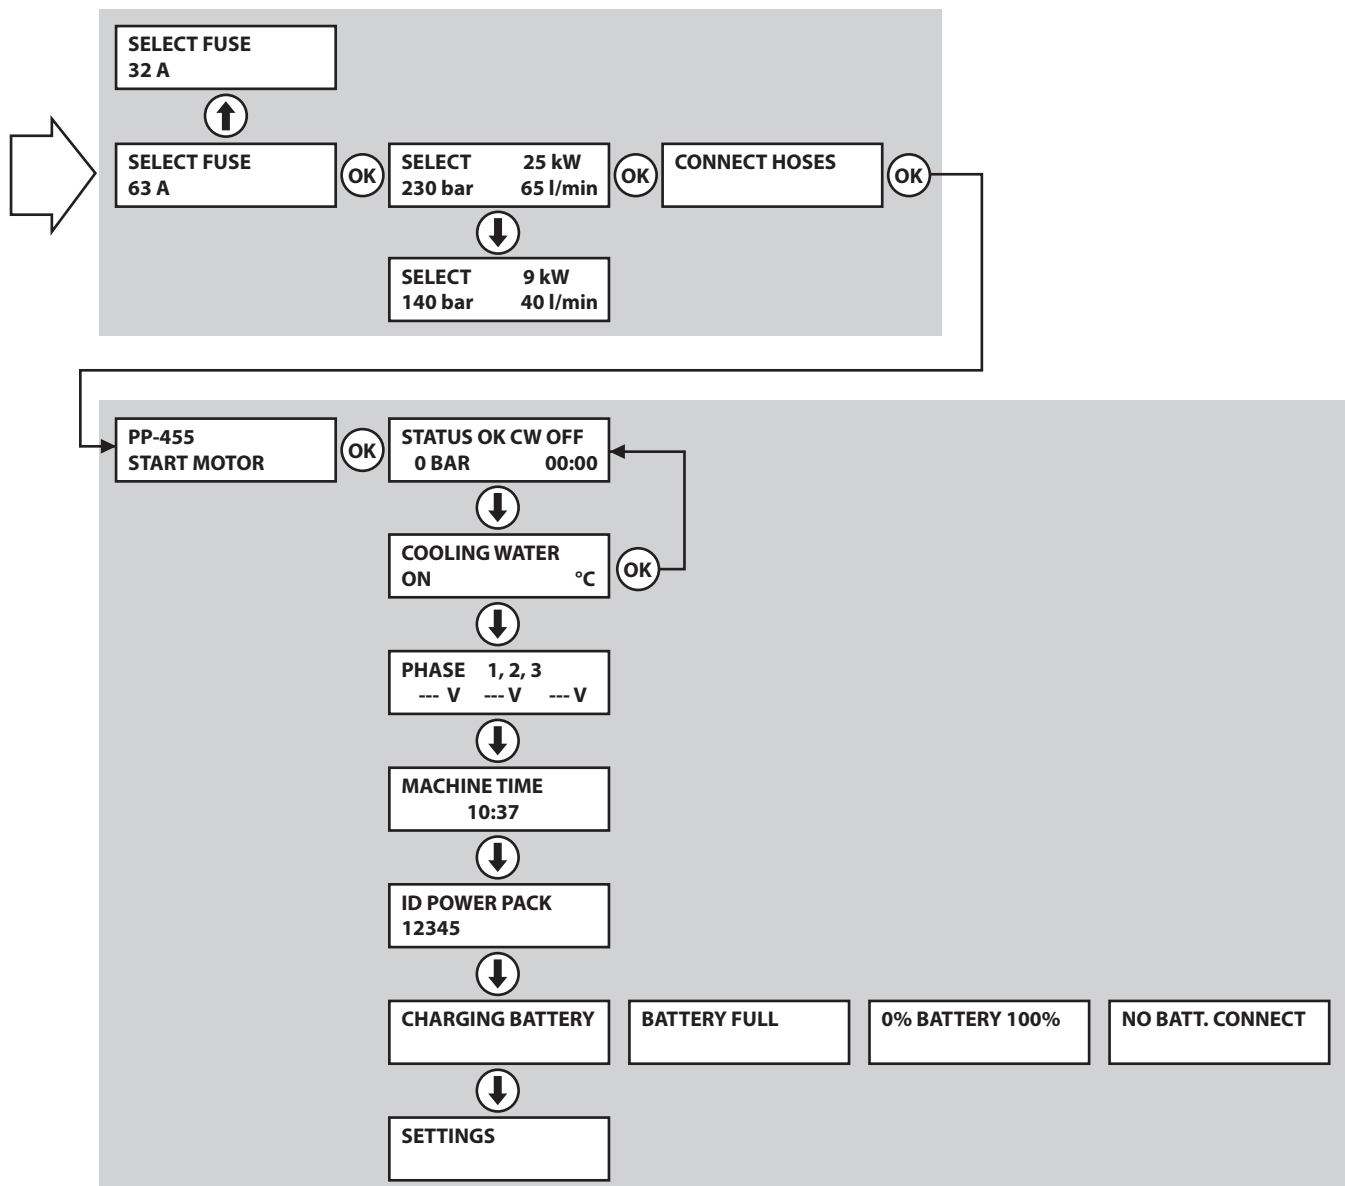 SELECT FUSE
32 A
SELECT FUSE
63 A
OK
SELECT 25 kW
230 bar 65 l/min
OK
CONNECT HOSES
OK
SELECT 9 kW
140 bar 40 l/min
PP-455
START MOTOR
OK
STATUS OK CW OFF
0 BAR 00:00
COOLING WATER
ON °C
OK
PHASE 1, 2, 3
--- V --- V --- V
MACHINE TIME
10:37
ID POWER PACK
12345
CHARGING BATTERY
BATTERY FULL
0% BATTERY 100%
NO BATT. CONNECT
SETTINGS